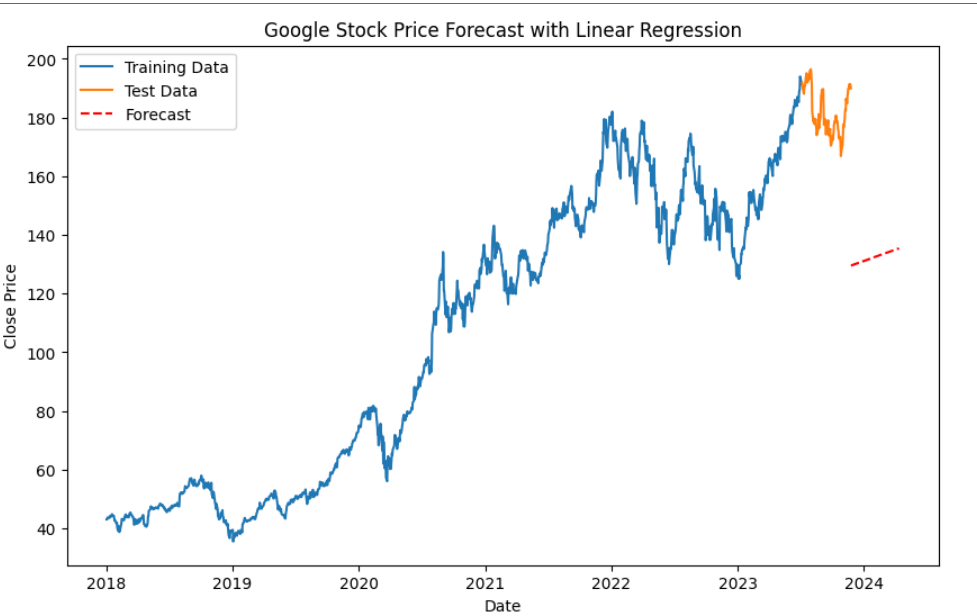 Google Stock Price Forecast with Linear Regression
Training Data
Test Data
Forecast
200
180
160
140
120
100
80
60
40
Close Price
2018
2019
2020
2021
2022
2023
2024
Date